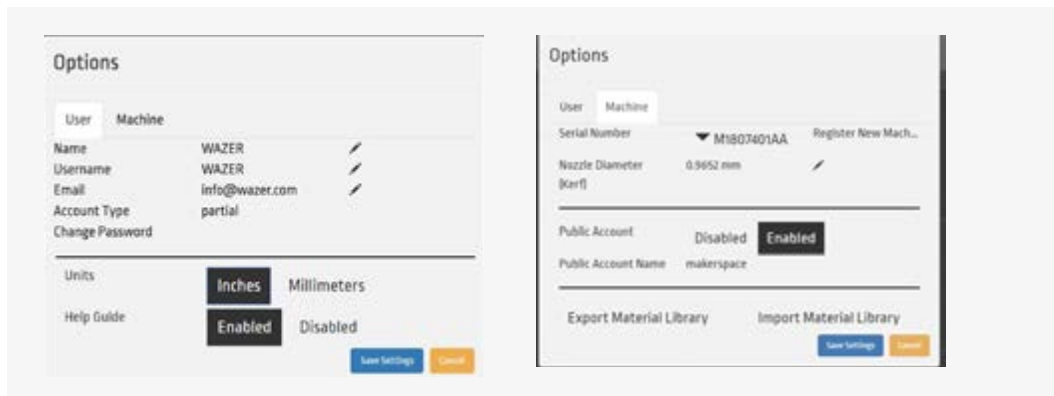 Options
User Machine
Name WAZER
Username WAZER
Email info@wazer.com
Account Type partial
Change Password
Units Inches Millimeters
Help Guide Enabled Disabled
Save Settings Cancel
Options
User Machine
Serial Number M1807401AA Register New Mach...
Nozzle Diameter 0.9652 mm
(Kerf)
Public Account Disabled Enabled
Public Account Name makerspace
Export Material Library Import Material Library
Save Settings Cancel